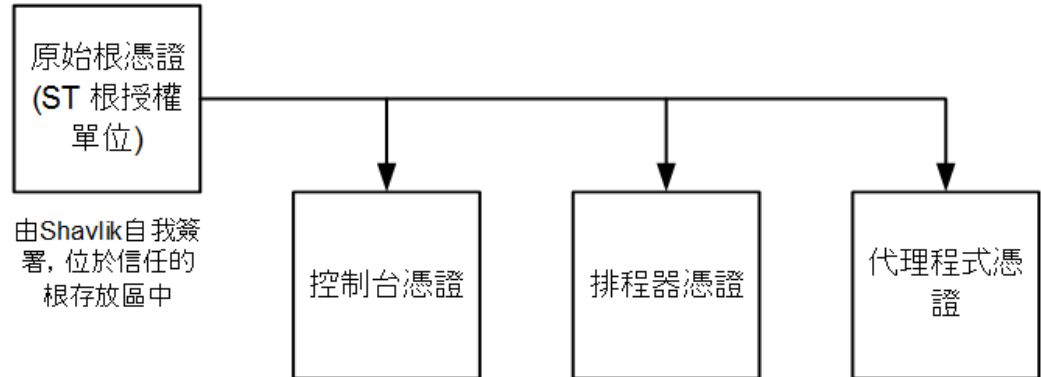 原始根憑證
(ST 根授權
單位)
由Shavlik自我簽
署, 位於信任的
根存放區中
控制台憑證
排程器憑證
代理程式憑
證